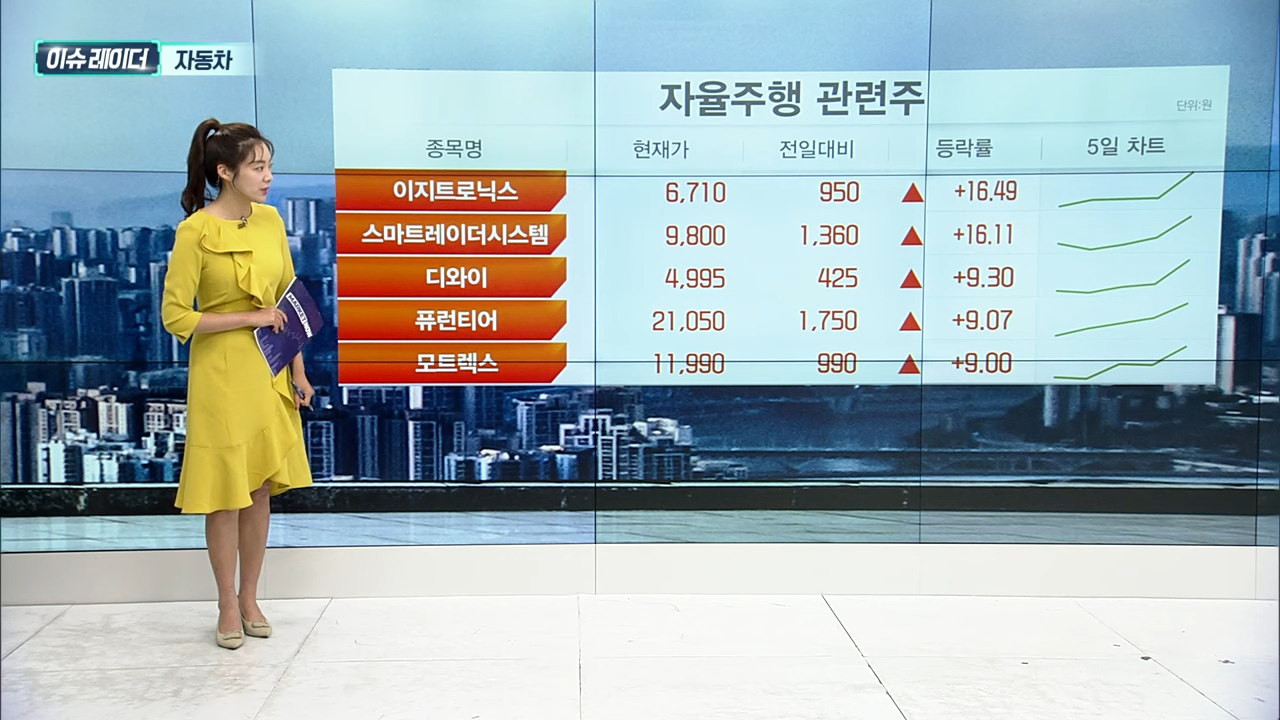 이슈 레이더 자동차
자율주행 관련주
단위:원
종목명 현재가 전일대비 등락률 5일 차트
이지트로닉스 6,710 950 ▲ +16.49
스마트레이더시스템 9,800 1,360 ▲ +16.11
디와이 4,995 425 ▲ +9.30
퓨런티어 21,050 1,750 ▲ +9.07
모트렉스 11,990 990 ▲ +9.00